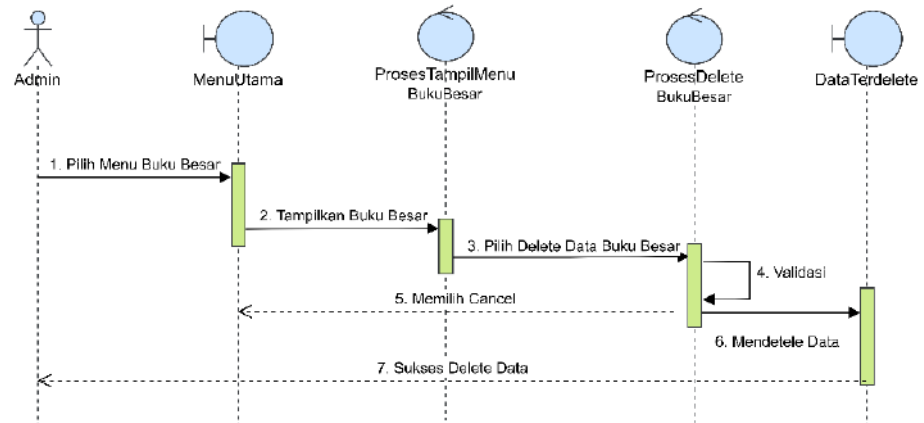 Admin
MenuUtama
ProsesTampilMenu
BukuBesar
ProsesDelete
BukuBesar
DataTerdelete
1. Pilih Menu Buku Besar
2. Tampilkan Buku Besar
3. Pilih Delete Data Buku Besar
4. Validasi
5. Memilih Cancel
6. Mendetele Data
7. Sukses Delete Data